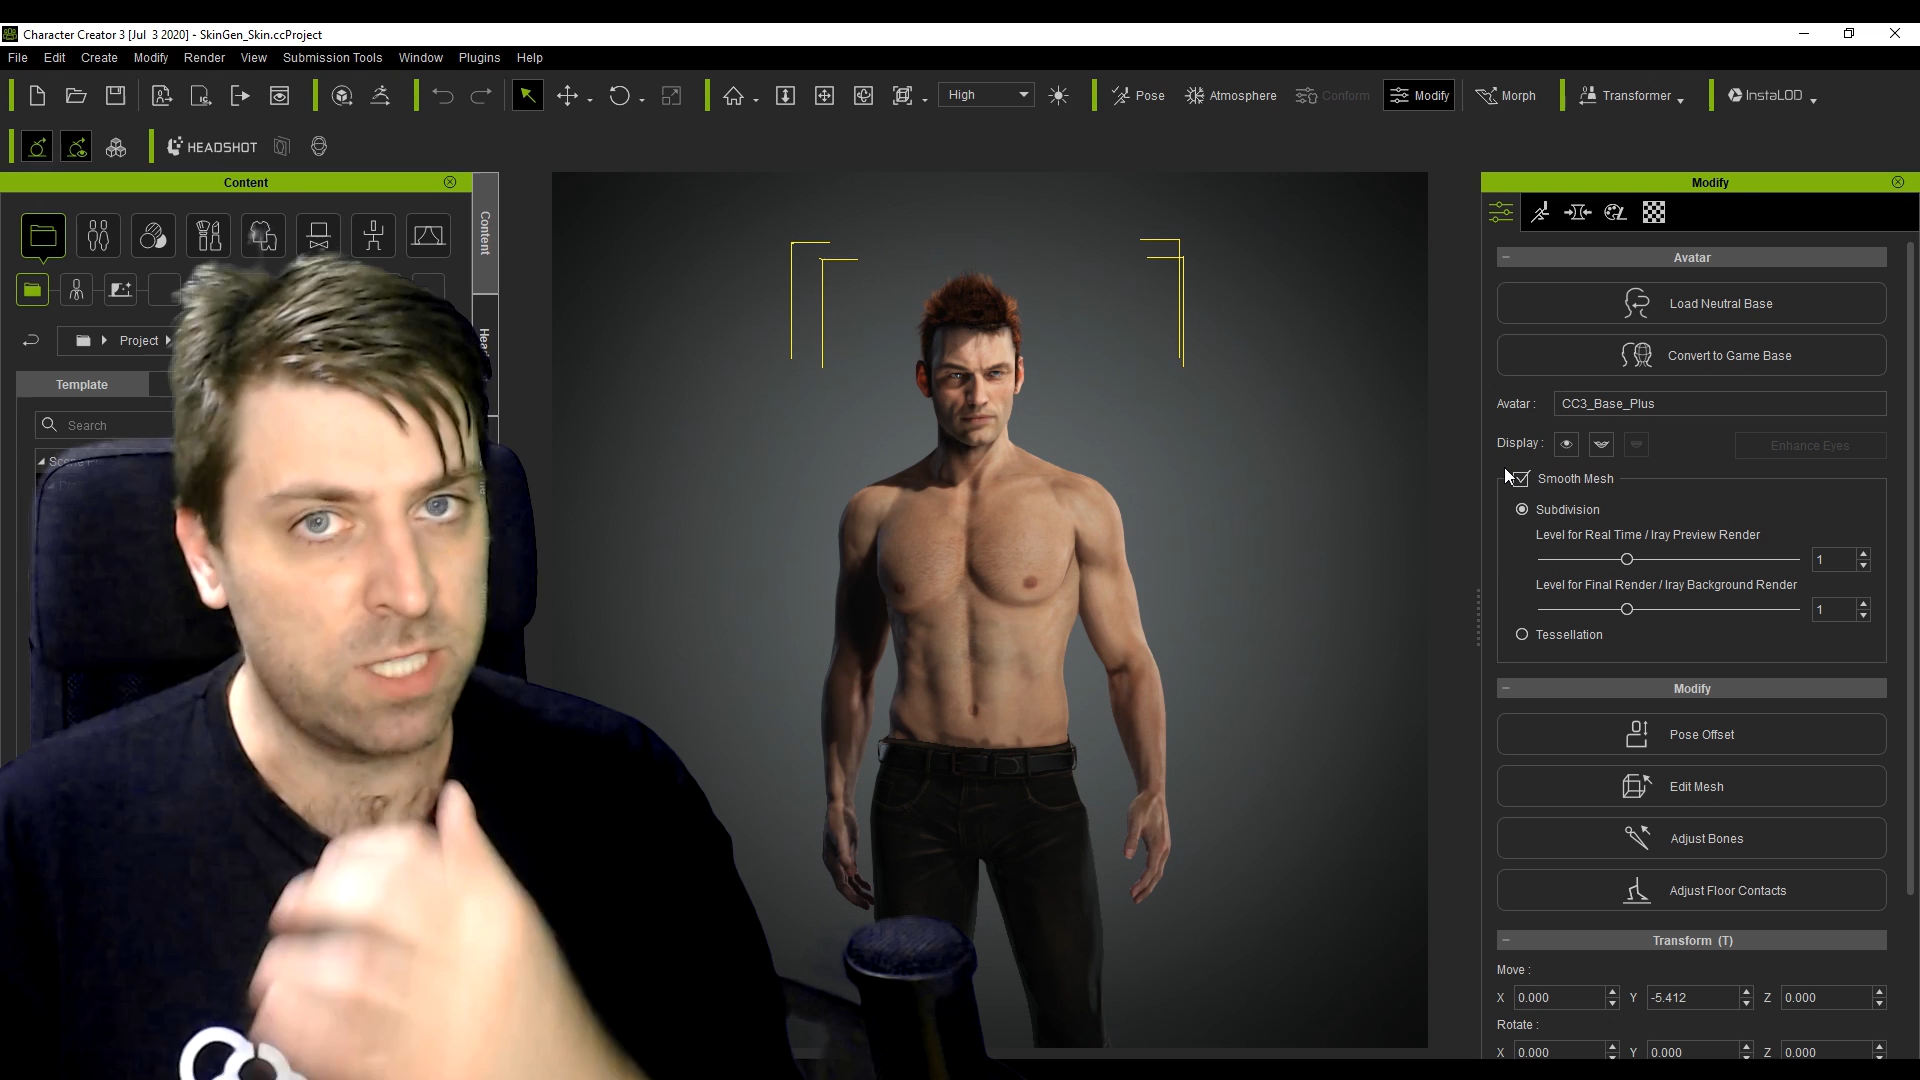 Character Creator 3 [Jul 3 2020] - SkinGen_Skin.ccProject
File Edit Create Modify Render View Submission Tools Window Plugins Help
High Pose Atmosphere Conform Modify Morph Transformer InstaLOD
HEADSHOT
Content
Content
Modify
Avatar
Load Neutral Base
Project
Convert to Game Base
Template
Avatar : CC3_Base_Plus
Search
Display : Enhance Eyes
Smooth Mesh
Subdivision
Level for Real Time / Iray Preview Render
1
Level for Final Render / Iray Background Render
1
Tessellation
Modify
Pose Offset
Edit Mesh
Adjust Bones
Adjust Floor Contacts
Transform (T)
Move :
X 0.000 Y -5.412 Z 0.000
Rotate :
X 0.000 Y 0.000 Z 0.000